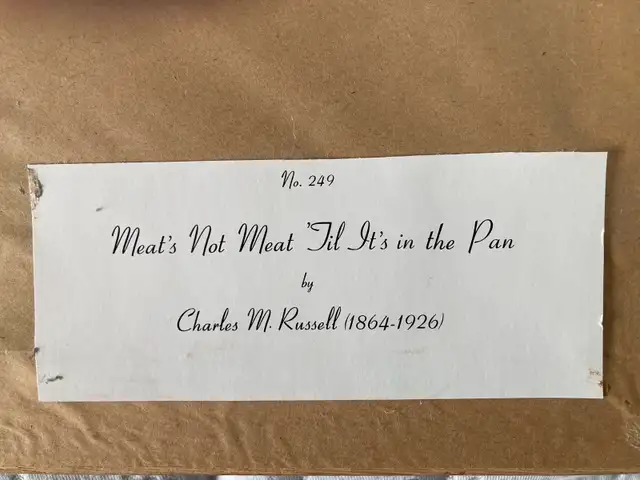 No. 249
Meat's Not Meat 'Til It's in the Pan
by
Charles M. Russell (1864-1926)